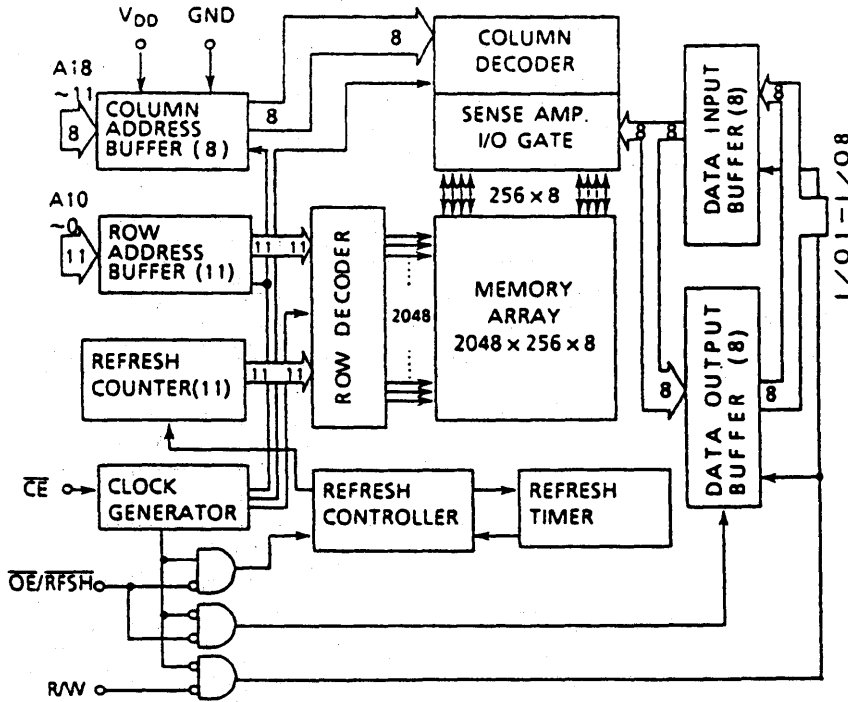 VDD GND
A18
~11
8
COLUMN
ADDRESS
BUFFER (8)
8
8
COLUMN
DECODER
SENSE AMP.
I/O GATE
8
8
DATA INPUT
BUFFER (8)
8
I/O1-I/O8
A10
~0
11
ROW
ADDRESS
BUFFER (11)
11
11
ROW DECODER
256 x 8
2048
MEMORY
ARRAY
2048 x 256 x 8
REFRESH
COUNTER(11)
11
11
8
DATA OUTPUT
BUFFER (8)
8
CE
CLOCK
GENERATOR
REFRESH
CONTROLLER
REFRESH
TIMER
OE/RFSH
R/W